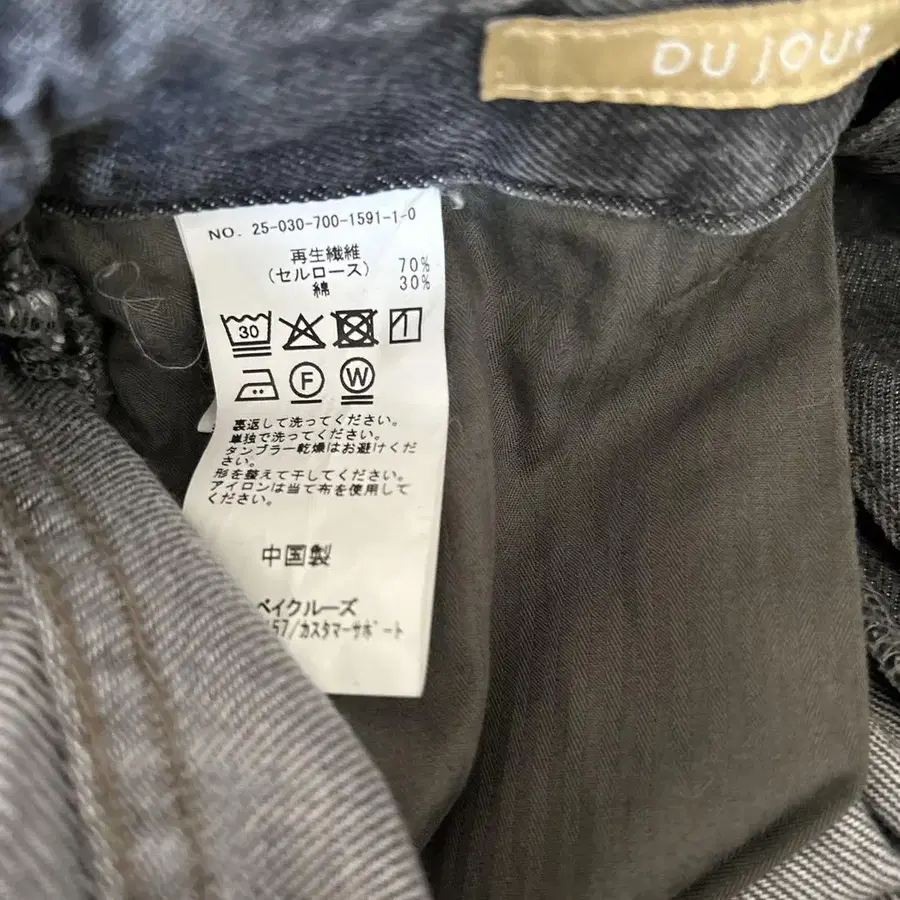 DU jOUR
NO. 25-030-700-1591-1-0
再生繊維
(セルロース) 70%
綿 30%
30
F
W
裏返して洗ってください。
単独で洗ってください。
タンブラー乾燥はお避けくだ
さい。
形を整えて干してください。
アイロンは当て布を使用して
ください。
中国製
ベイクルーズ
57/カスタマーサポート